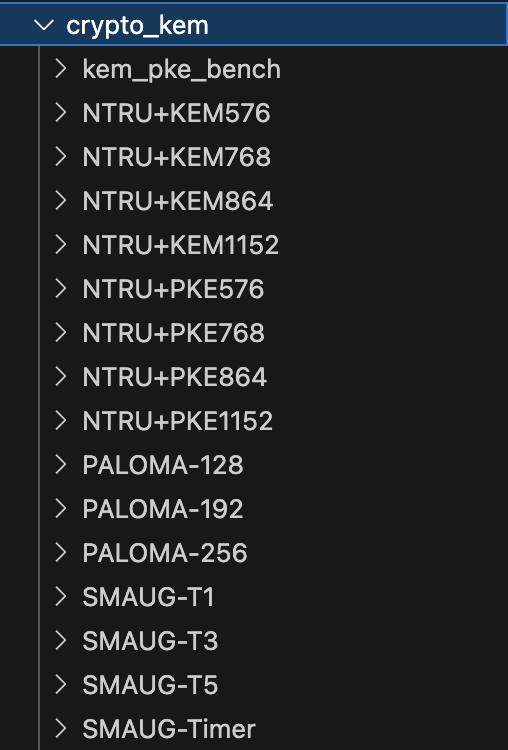 crypto_kem
kem_pke_bench
NTRU+KEM576
NTRU+KEM768
NTRU+KEM864
NTRU+KEM1152
NTRU+PKE576
NTRU+PKE768
NTRU+PKE864
NTRU+PKE1152
PALOMA-128
PALOMA-192
PALOMA-256
SMAUG-T1
SMAUG-T3
SMAUG-T5
SMAUG-Timer